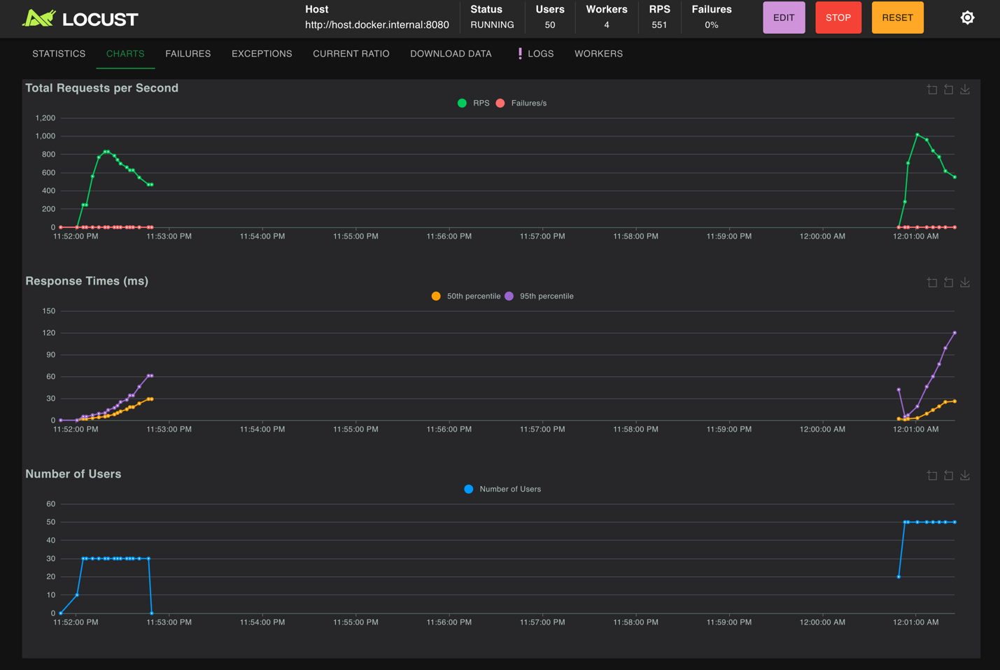 LOCUST
Host
http://host.docker.internal:8080
Status
RUNNING
Users
50
Workers
4
RPS
551
Failures
0%
EDIT
STOP
RESET
STATISTICS
CHARTS
FAILURES
EXCEPTIONS
CURRENT RATIO
DOWNLOAD DATA
! LOGS
WORKERS
Total Requests per Second
RPS
Failures/s
1,200
1,000
800
600
400
200
0
11:52:00 PM
11:53:00 PM
11:54:00 PM
11:55:00 PM
11:56:00 PM
11:57:00 PM
11:58:00 PM
11:59:00 PM
12:00:00 AM
12:01:00 AM
Response Times (ms)
50th percentile
95th percentile
150
120
90
60
30
0
11:52:00 PM
11:53:00 PM
11:54:00 PM
11:55:00 PM
11:56:00 PM
11:57:00 PM
11:58:00 PM
11:59:00 PM
12:00:00 AM
12:01:00 AM
Number of Users
Number of Users
60
50
40
30
20
10
0
11:52:00 PM
11:53:00 PM
11:54:00 PM
11:55:00 PM
11:56:00 PM
11:57:00 PM
11:58:00 PM
11:59:00 PM
12:00:00 AM
12:01:00 AM